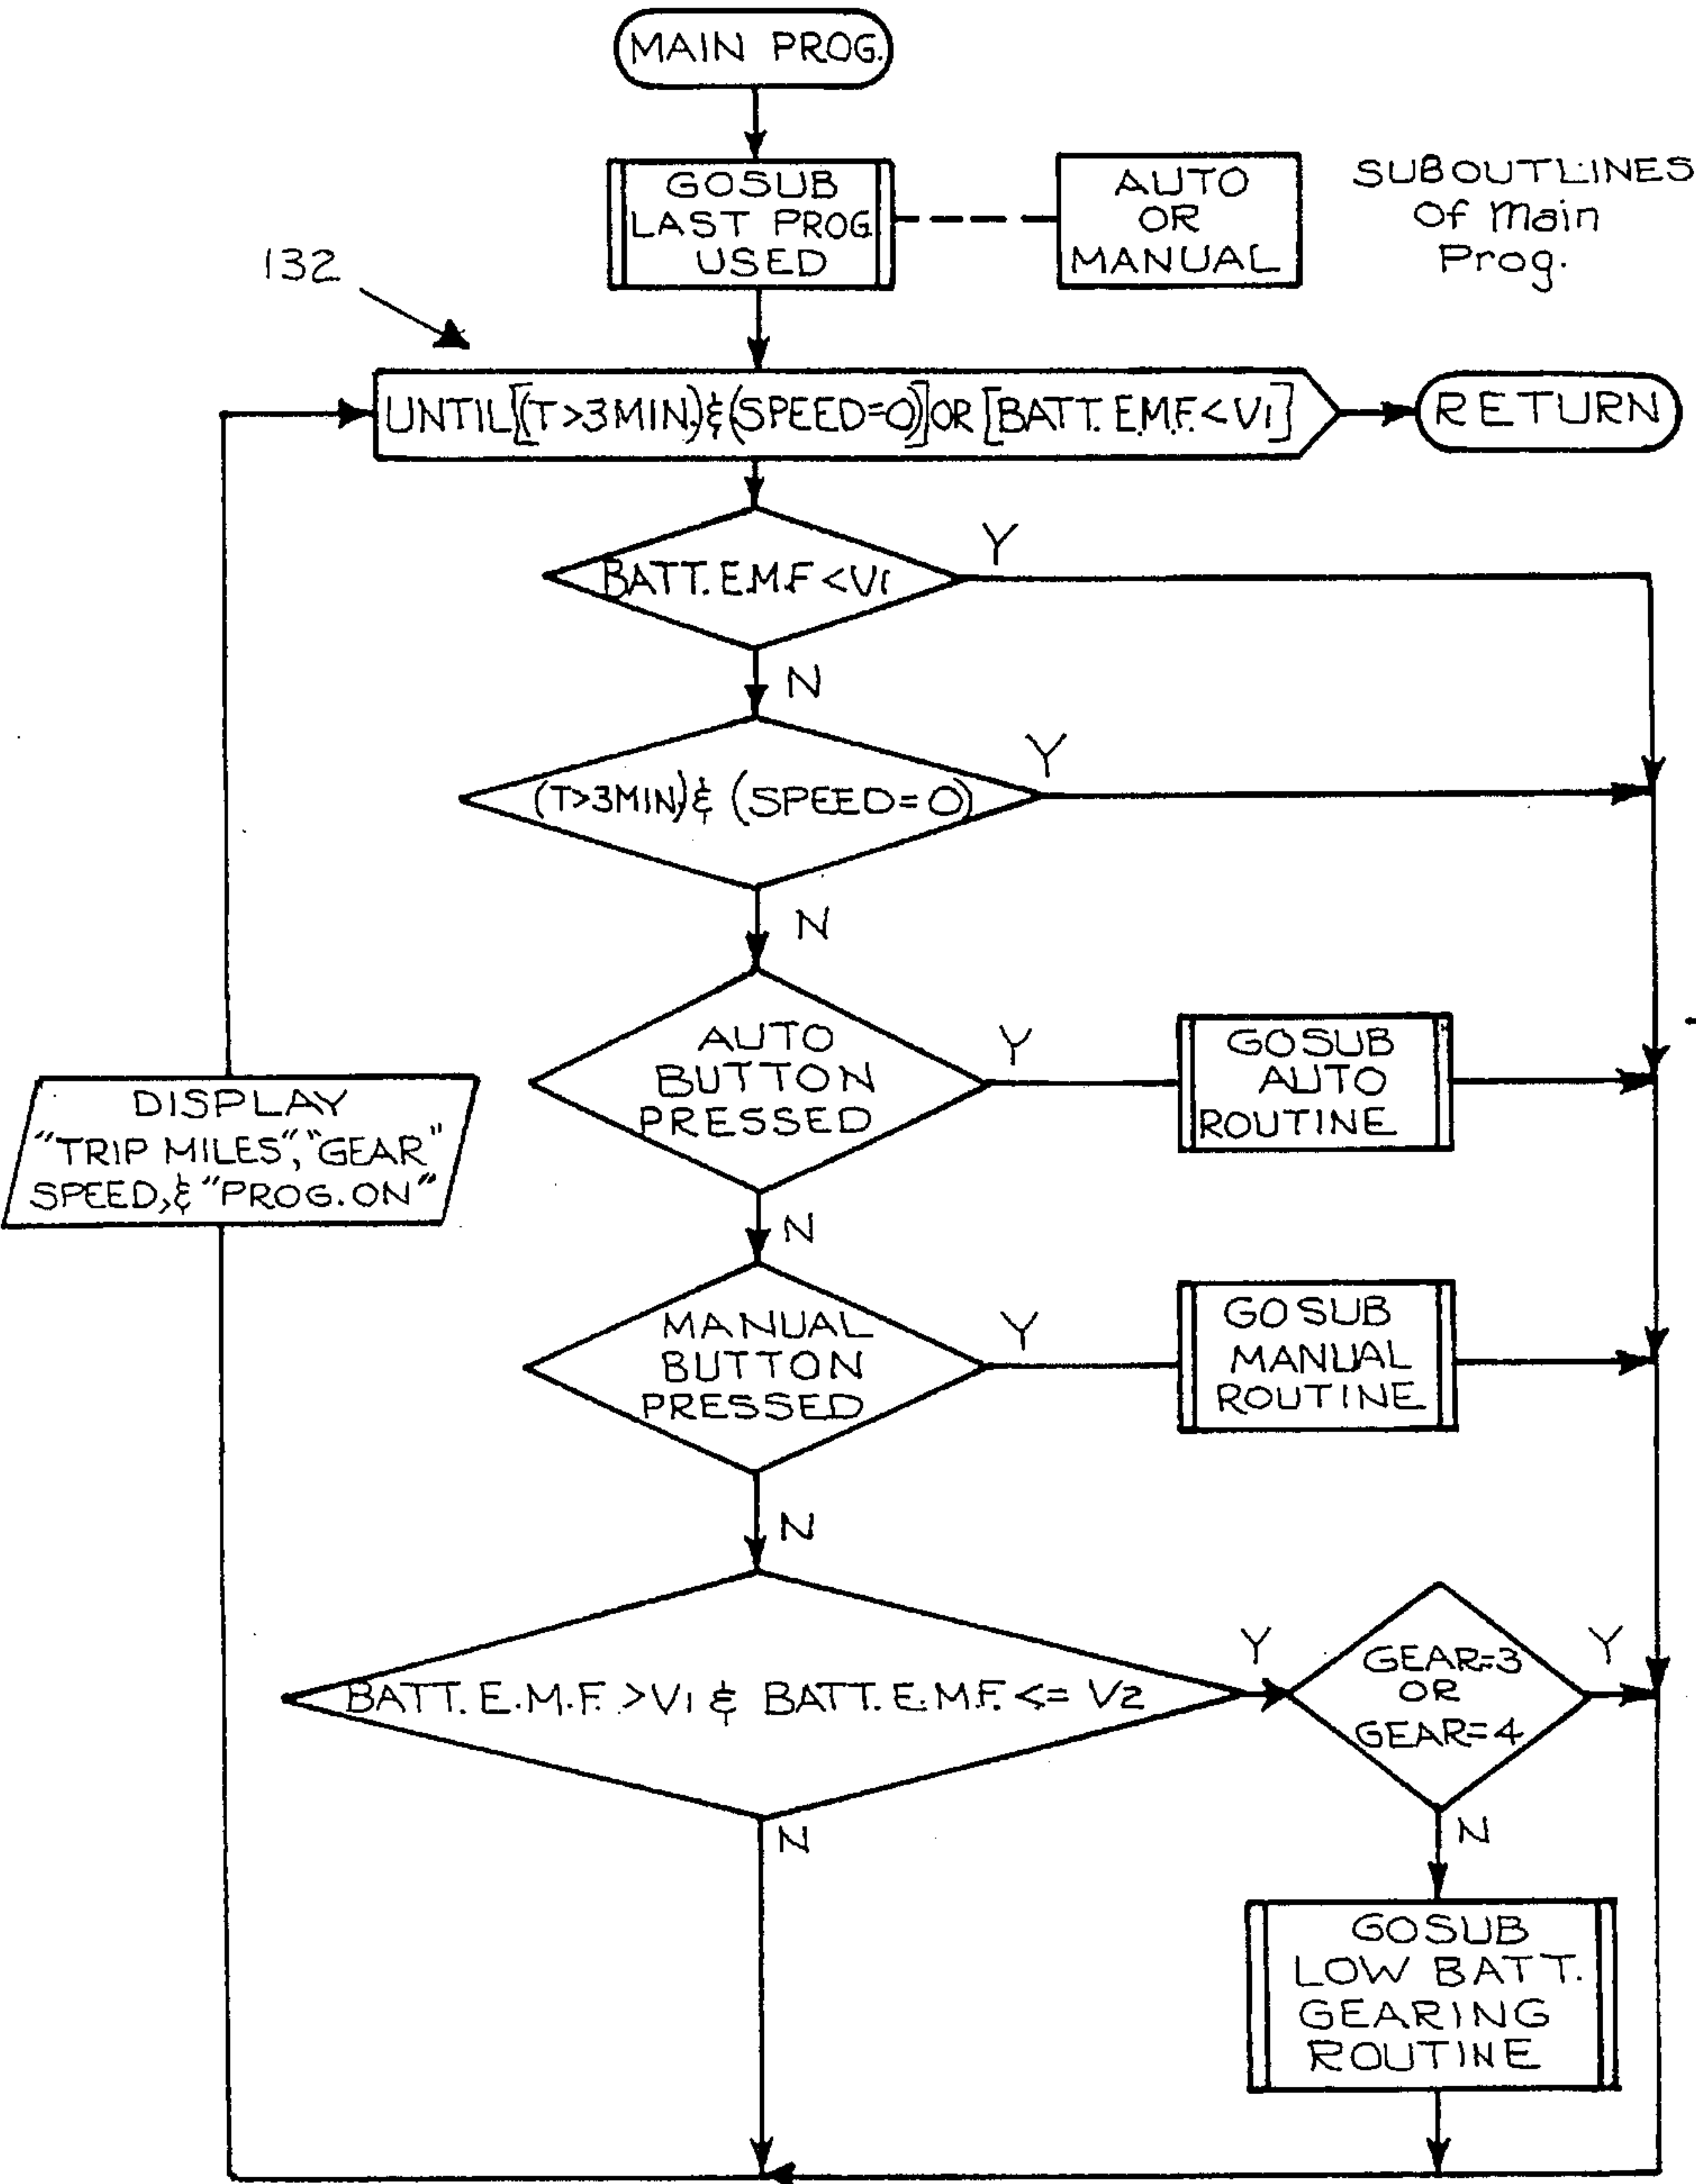 MAIN PROG.
GOSUB
LAST PROG
USED
AUTO
OR
MANUAL
SUBOUTLINES
Of Main
Prog.
132
UNTIL[(T>3MIN.)&(SPEED=0)]OR [BATT. E.M.F.<V1]
RETURN
BATT. E.M.F <V1
Y
N
(T>3MIN)& (SPEED=0)
Y
N
AUTO
BUTTON
PRESSED
Y
GOSUB
AUTO
ROUTINE
DISPLAY
"TRIP MILES", "GEAR"
SPEED,& "PROG.ON"
N
MANUAL
BUTTON
PRESSED
Y
GOSUB
MANUAL
ROUTINE
N
BATT. E.M.F. >V1 & BATT. E.M.F. <= V2
Y
GEAR=3
OR
GEAR=4
Y
N
N
GOSUB
LOW BATT.
GEARING
ROUTINE